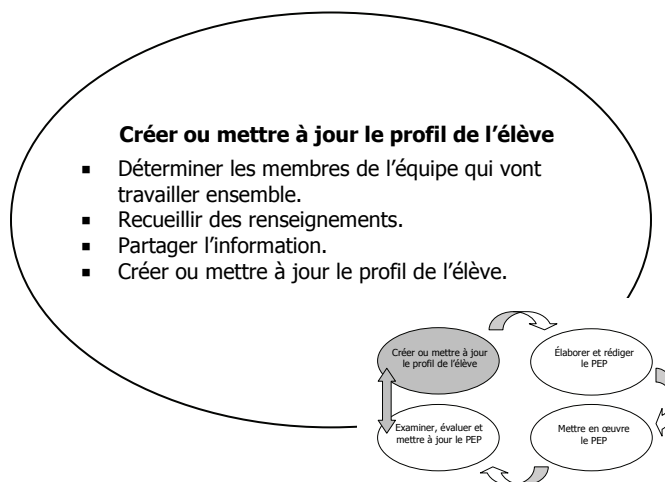 Créer ou mettre à jour le profil de l’élève
▪ Déterminer les membres de l’équipe qui vont
travailler ensemble.
▪ Recueillir des renseignements.
▪ Partager l’information.
▪ Créer ou mettre à jour le profil de l’élève.
Créer ou mettre à jour
le profil de l’élève
Élaborer et rédiger
le PEP
Examiner, évaluer et
mettre à jour le PEP
Mettre en œuvre
le PEP